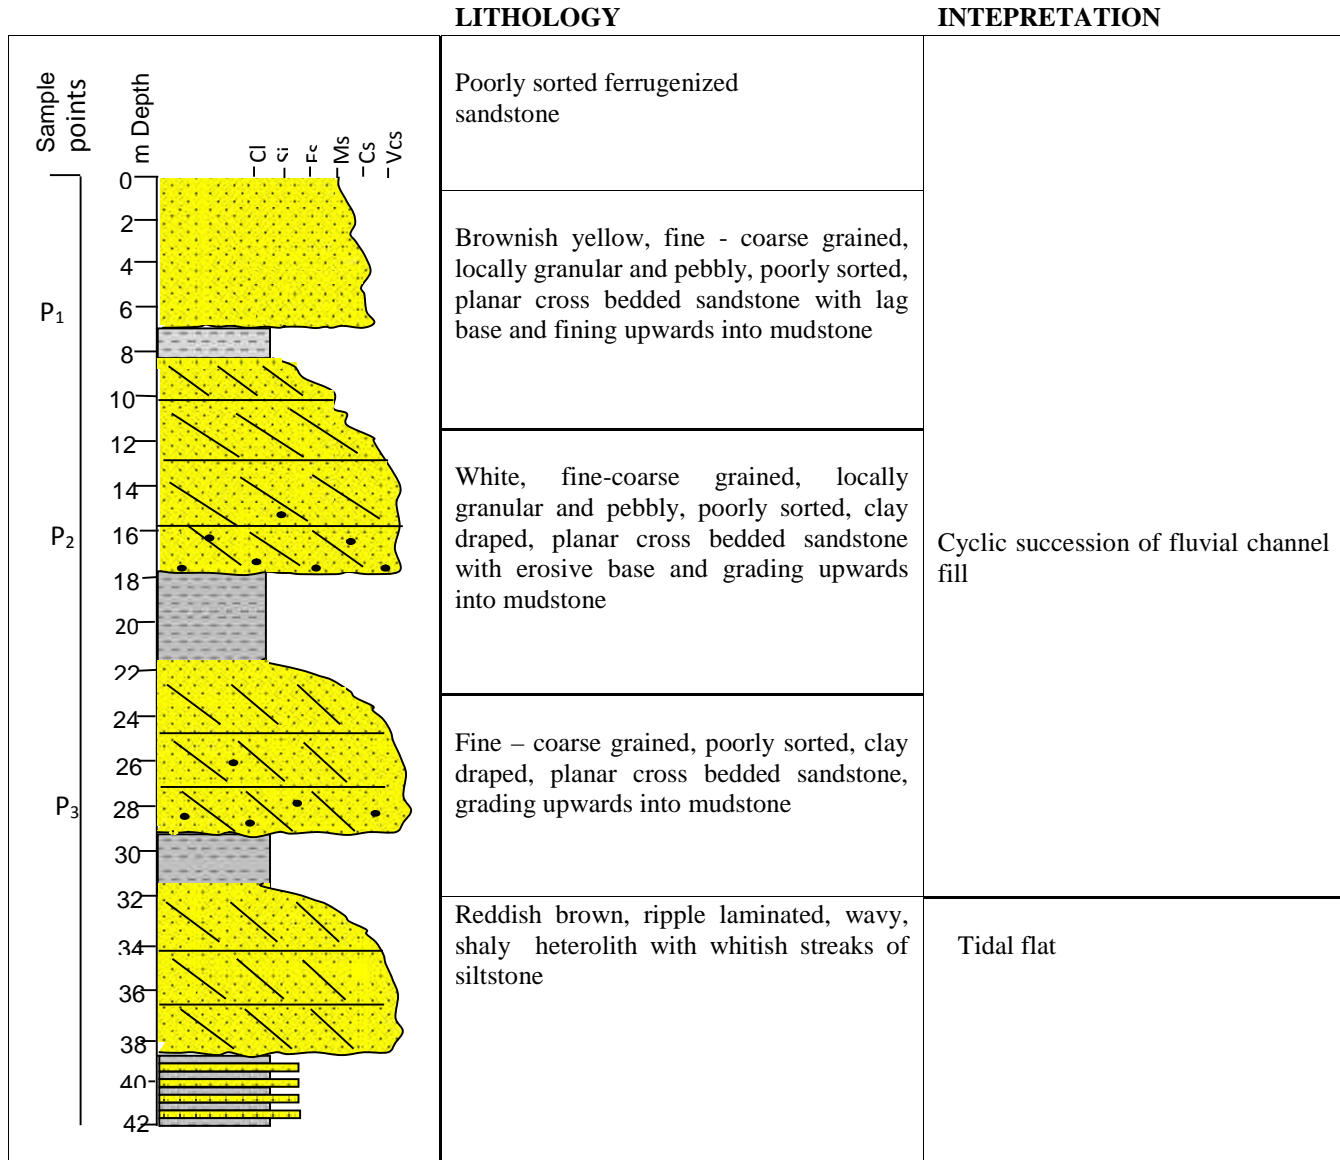 LITHOLOGY
INTEPRETATION
Sample
points
m Depth
Cl
Si
Fs
Ms
Cs
Vcs
0
2
4
6
8
10
12
14
16
18
20
22
24
26
28
30
32
34
36
38
40
42
P1
P2
P3
Poorly sorted ferrugenized
sandstone
Brownish yellow, fine - coarse grained,
locally granular and pebbly, poorly sorted,
planar cross bedded sandstone with lag
base and fining upwards into mudstone
White, fine-coarse grained, locally
granular and pebbly, poorly sorted, clay
draped, planar cross bedded sandstone
with erosive base and grading upwards
into mudstone
Fine – coarse grained, poorly sorted, clay
draped, planar cross bedded sandstone,
grading upwards into mudstone
Reddish brown, ripple laminated, wavy,
shaly heterolith with whitish streaks of
siltstone
Cyclic succession of fluvial channel
fill
Tidal flat